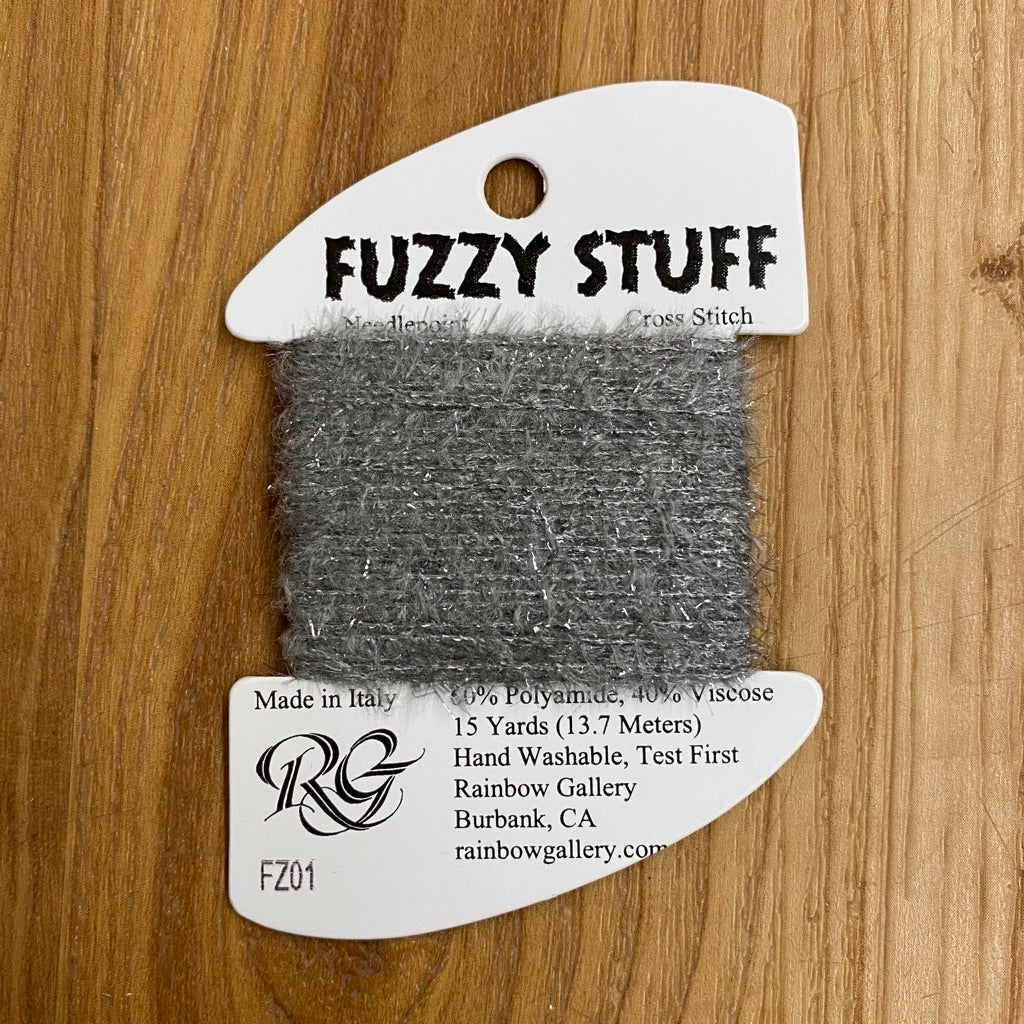 FUZZY STUFF
Needlepoint Cross Stitch
Made in Italy
60% Polyamide, 40% Viscose
15 Yards (13.7 Meters)
Hand Washable, Test First
Rainbow Gallery
Burbank, CA
rainbowgallery.com
RG
FZ01